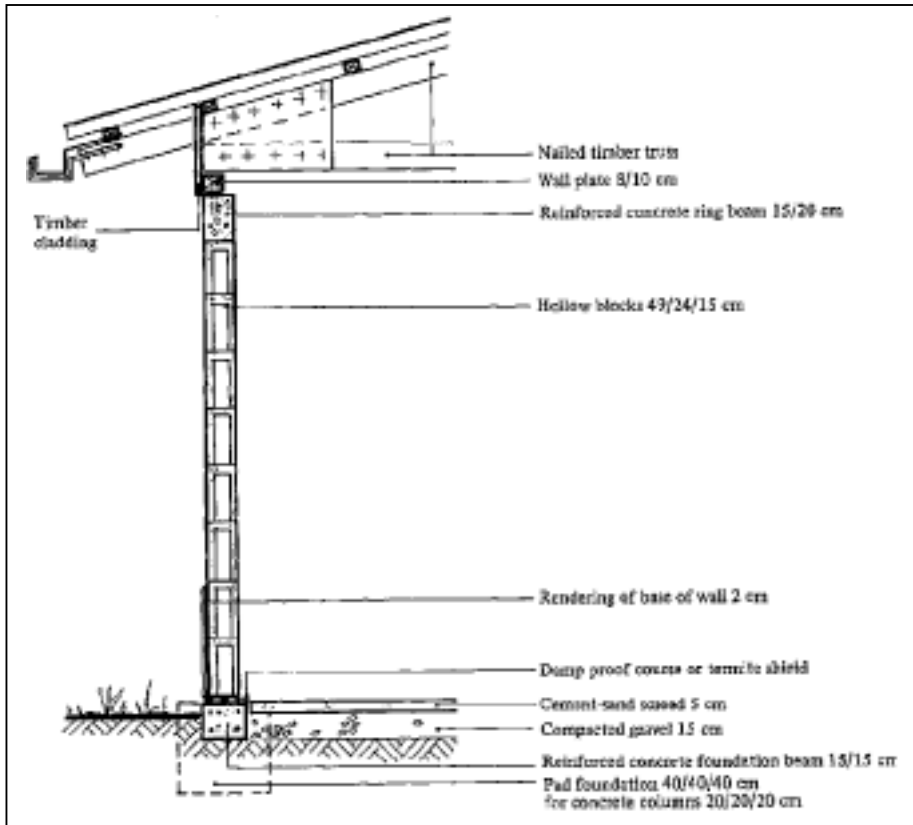 Nailed timber truss
Wall plate 8/10 cm
Reinforced concrete ring beam 15/20 cm
Timber
cladding
Hollow blocks 49/24/15 cm
Rendering of base of wall 2 cm
Damp proof course or termite shield
Cement-sand screed 5 cm
Compacted garvel 15 cm
Reinforced concrete foundation beam 18/15 cm
Pad foundation 40/40/40 cm
for concrete columns 20/20/20 cm